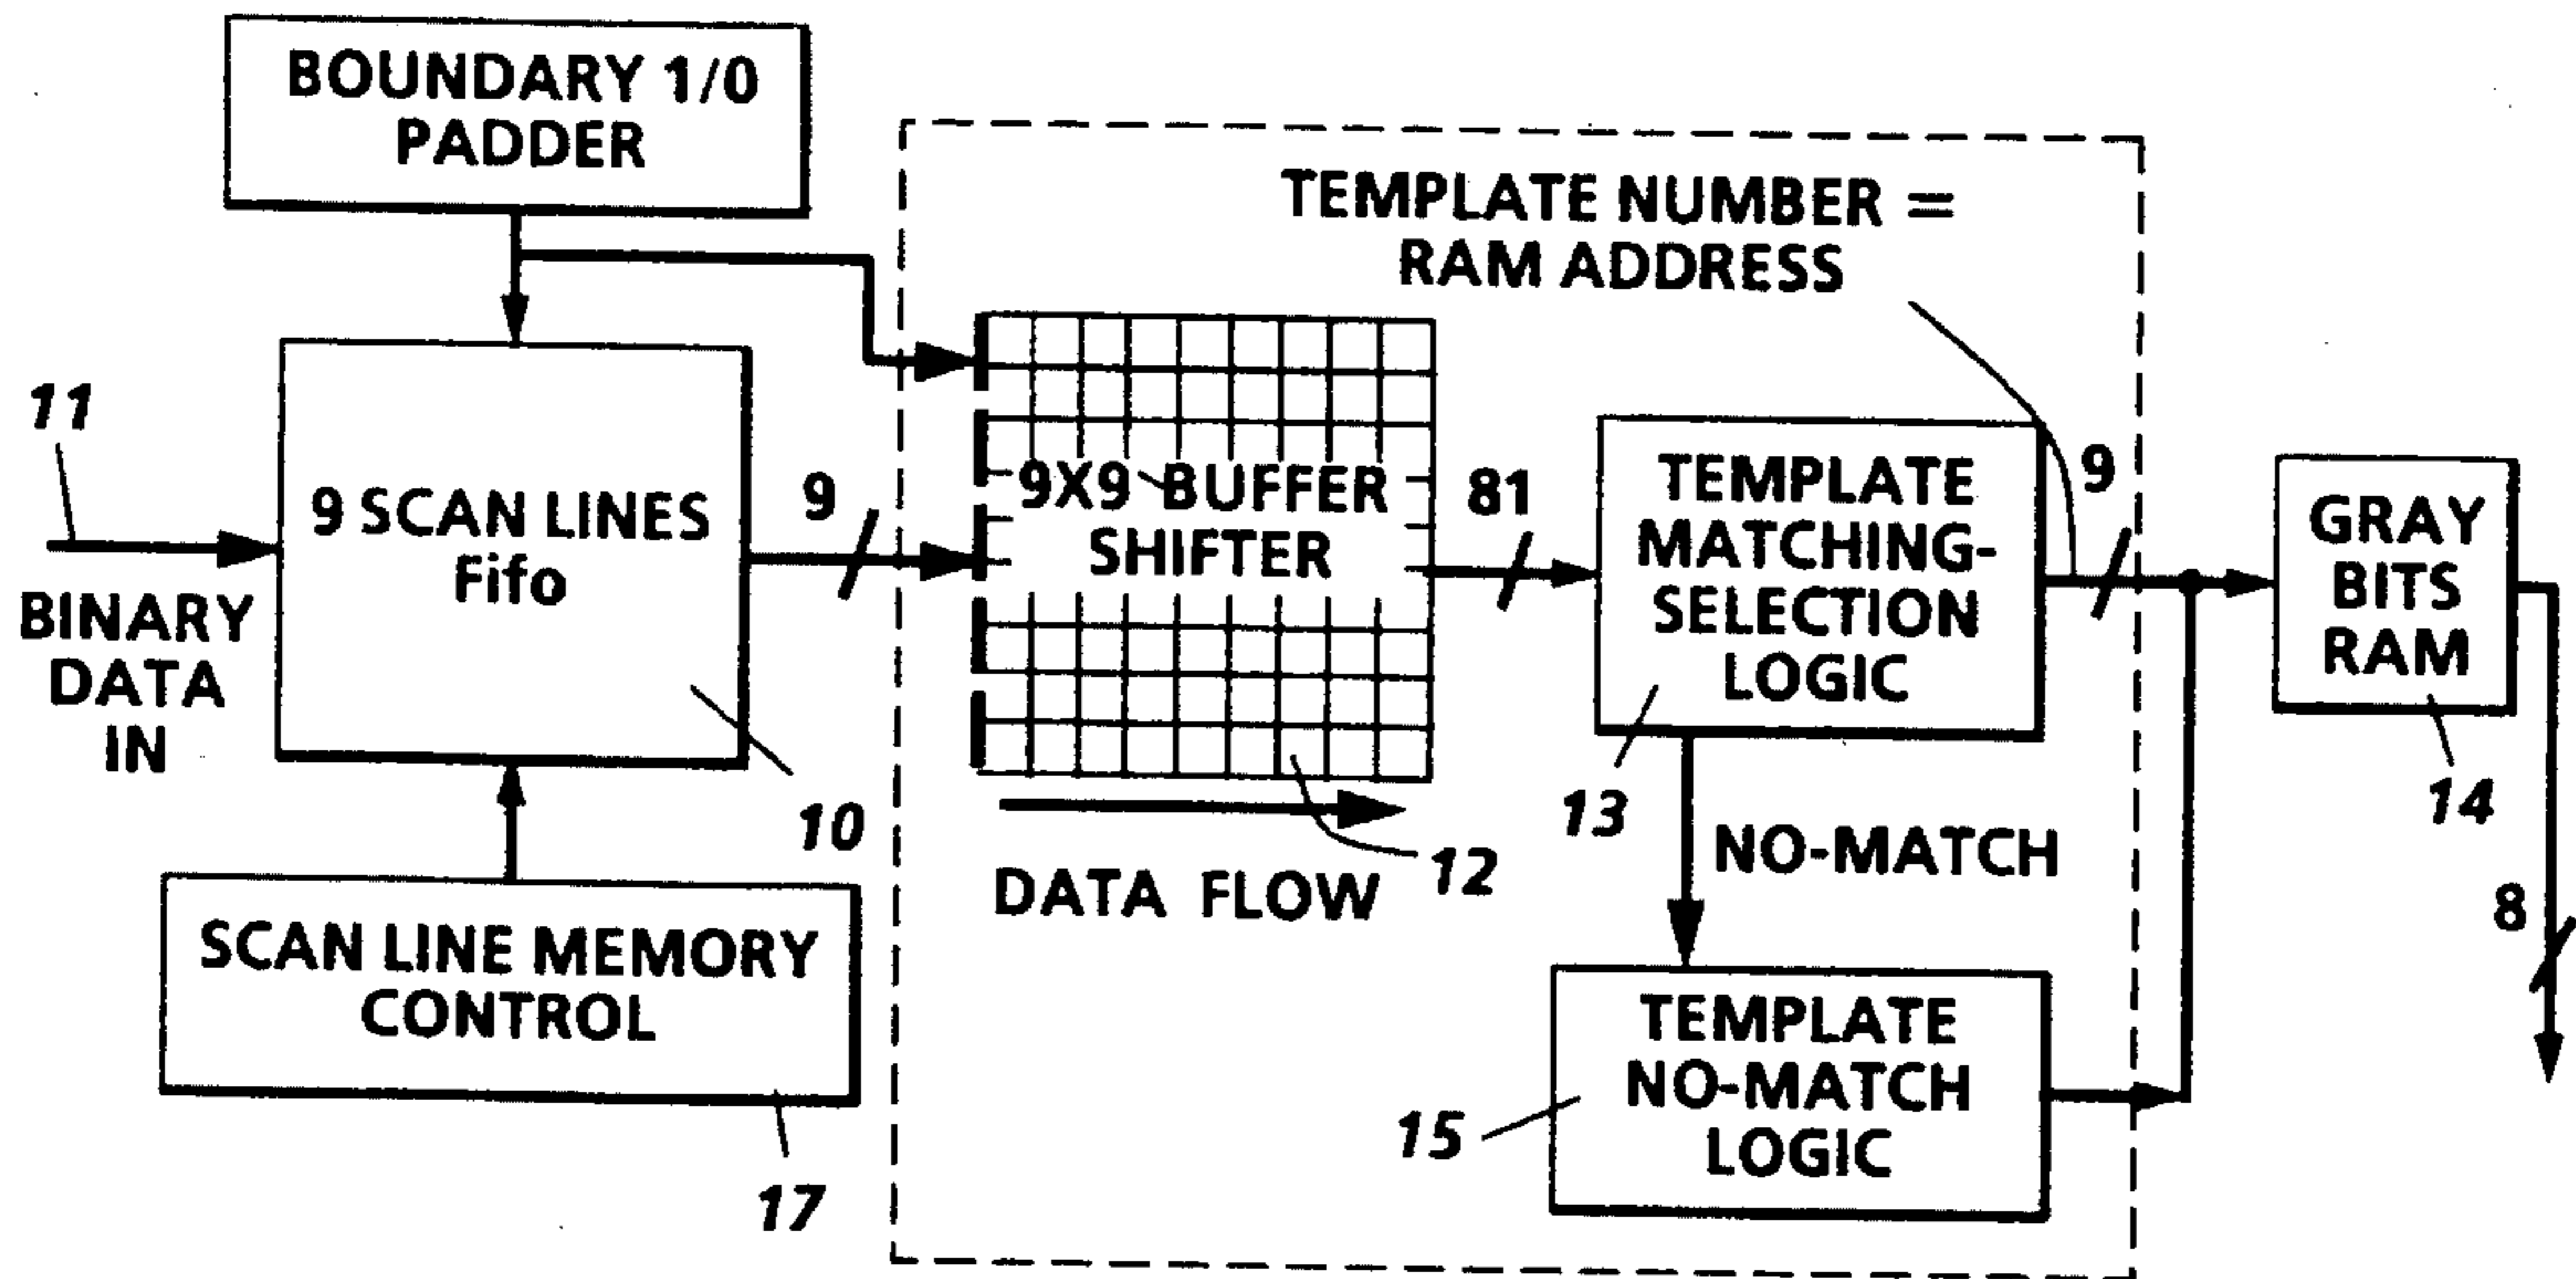 BOUNDARY 1/0
PADDER
TEMPLATE NUMBER =
RAM ADDRESS
11
BINARY
DATA
IN
9 SCAN LINES
Fifo
10
9
9X9 BUFFER
SHIFTER
81
TEMPLATE
MATCHING-
SELECTION
LOGIC
13
9
GRAY
BITS
RAM
14
8
DATA FLOW
12
NO-MATCH
SCAN LINE MEMORY
CONTROL
17
TEMPLATE
NO-MATCH
LOGIC
15